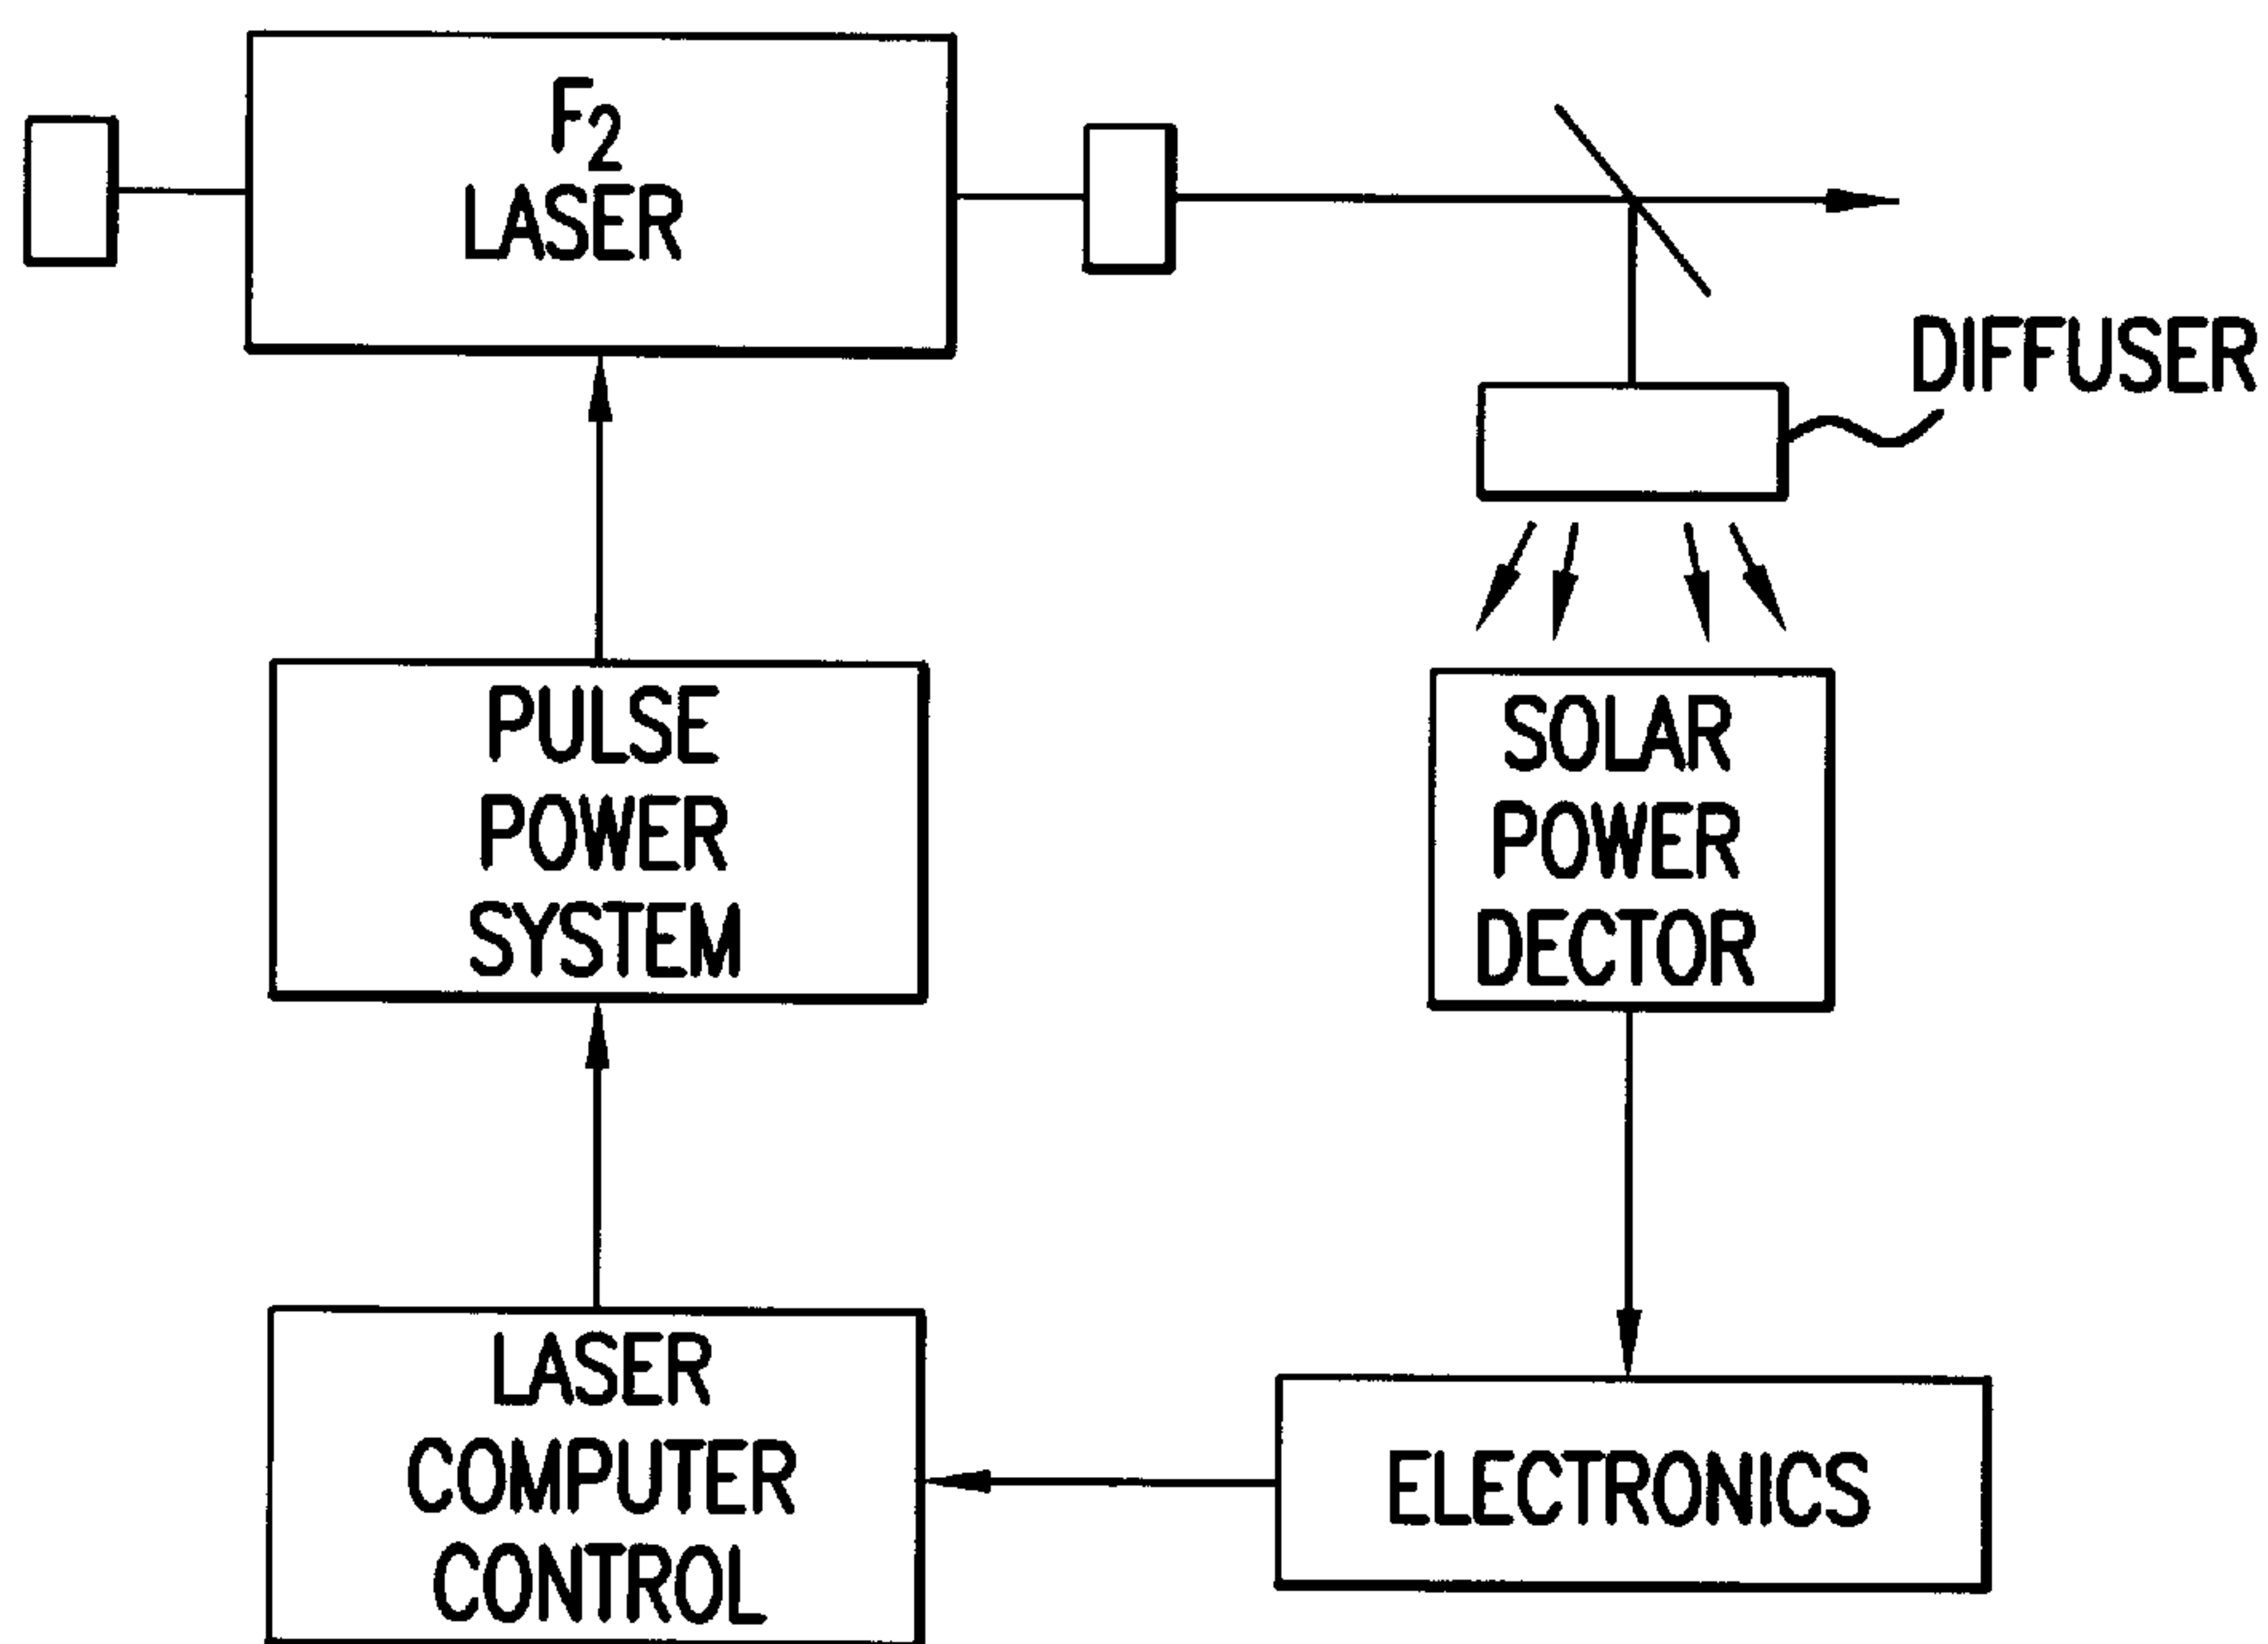 F2
LASER
DIFFUSER
PULSE
POWER
SYSTEM
SOLAR
POWER
DECTOR
LASER
COMPUTER
CONTROL
ELECTRONICS